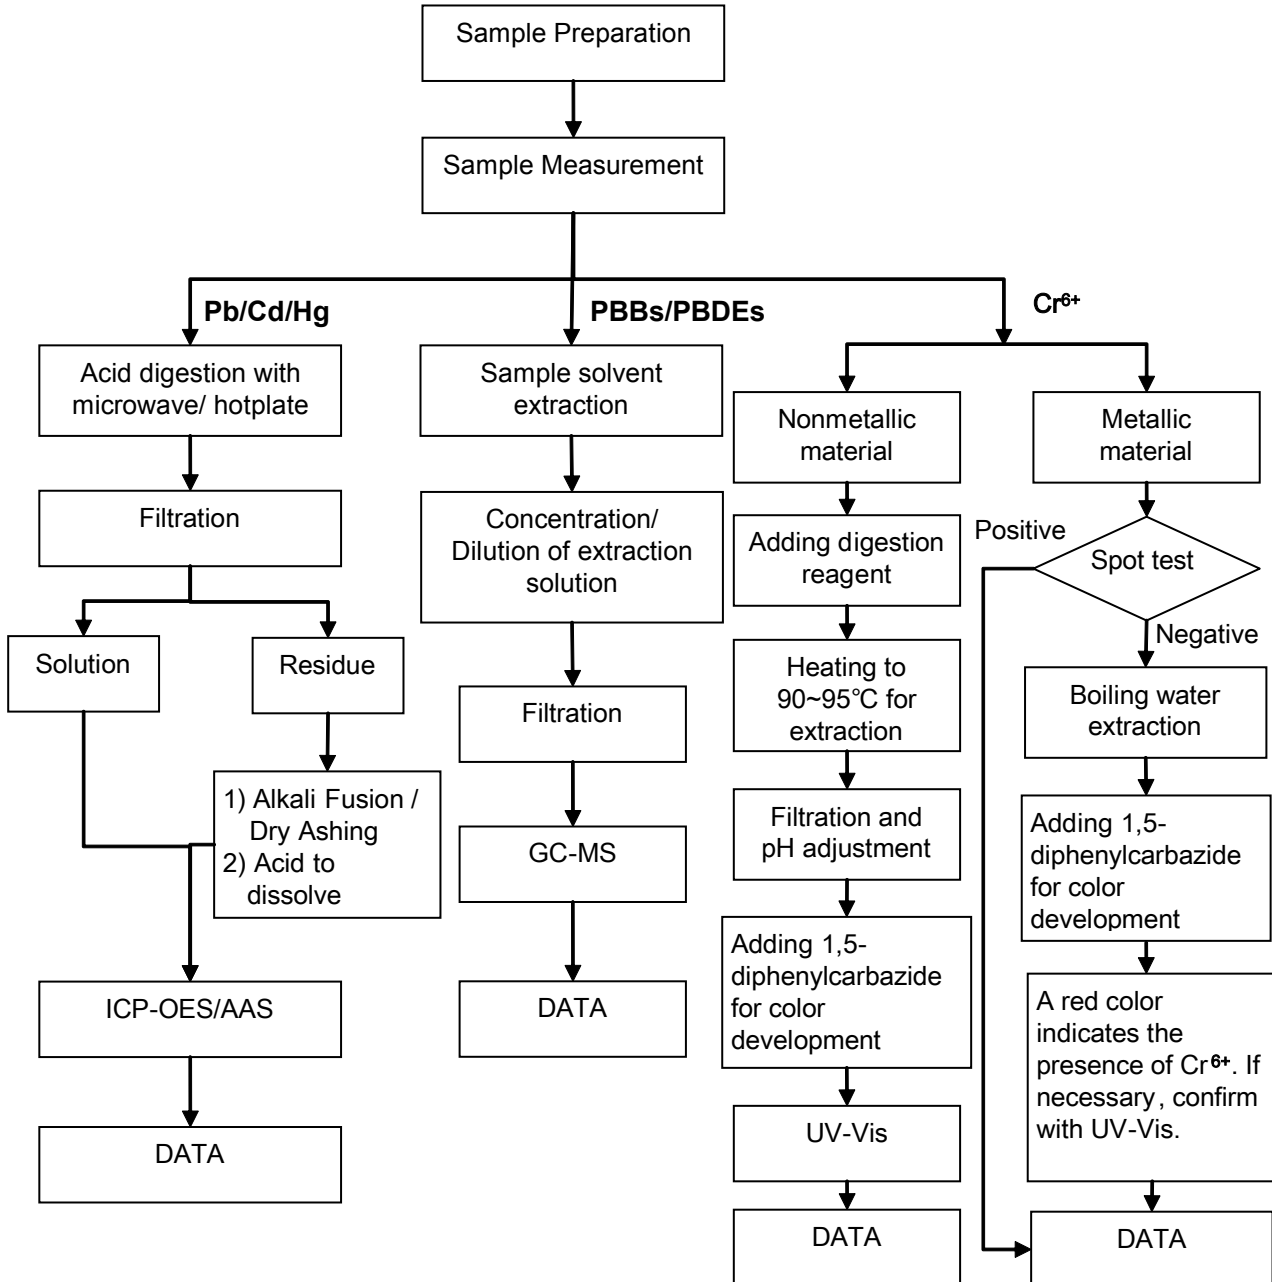 Sample Preparation
Sample Measurement
Pb/Cd/Hg
PBBs/PBDEs
Cr⁶⁺
Acid digestion with
microwave/ hotplate
Filtration
Solution
Residue
1) Alkali Fusion /
Dry Ashing
2) Acid to
dissolve
ICP-OES/AAS
DATA
Sample solvent
extraction
Concentration/
Dilution of extraction
solution
Filtration
GC-MS
DATA
Nonmetallic
material
Adding digestion
reagent
Heating to
90~95℃ for
extraction
Filtration and
pH adjustment
Adding 1,5-
diphenylcarbazide
for color
development
UV-Vis
DATA
Metallic
material
Positive
Spot test
Negative
Boiling water
extraction
Adding 1,5-
diphenylcarbazide
for color
development
A red color
indicates the
presence of Cr⁶⁺. If
necessary, confirm
with UV-Vis.
DATA